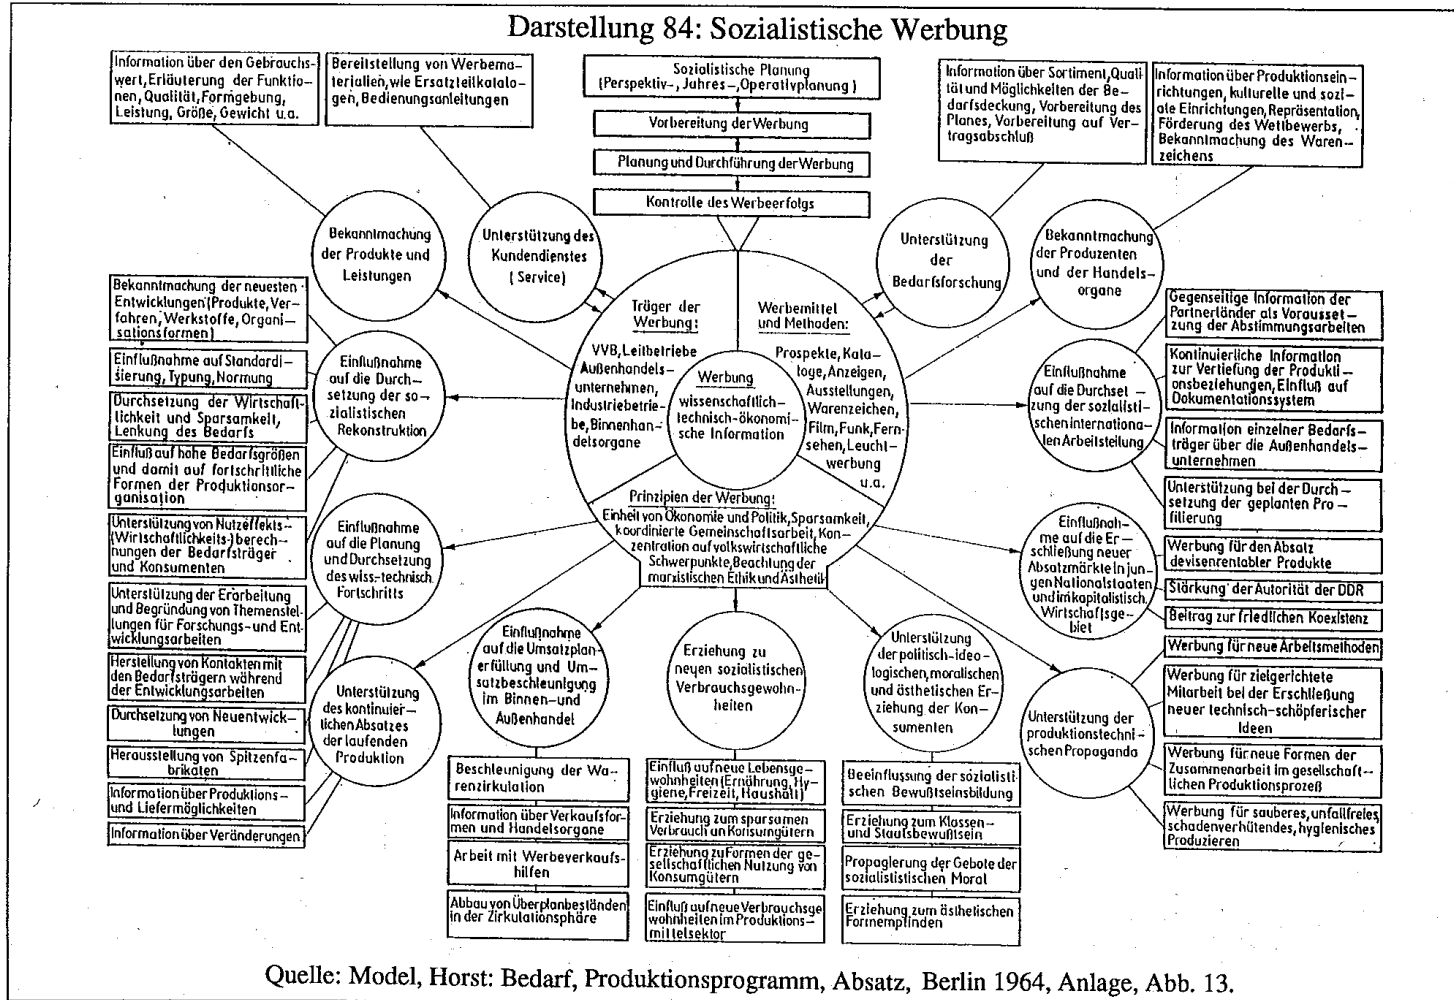 Darstellung 84: Sozialistische Werbung
Information über den Gebrauchs-
wert, Erläuterung der Funktio-
nen, Qualität, Formgebung,
Leistung, Größe, Gewicht u.a.
Bereitstellung von Werbema-
terialien, wie Ersatzteilkatalo-
gen, Bedienungsanleitungen
Sozialistische Planung
(Perspektiv-, Jahres-, Operativplanung)
Vorbereitung der Werbung
Planung und Durchführung der Werbung
Kontrolle des Werbeerfolgs
Information über Sortiment, Quali
tät und Möglichkeiten der Be-
darfsdeckung, Vorbereitung des
Planes, Vorbereitung auf Ver-
tragsabschluß
Information über Produktionsein-
richtungen, kulturelle und sozi-
ale Einrichtungen, Repräsentation,
Förderung des Wettbewerbs,
Bekanntmachung des Waren-
zeichens
Bekanntmachung
der Produkte und
Leistungen
Unterstützung des
Kundendienstes
(Service)
Unterstützung
der
Bedarfsforschung
Bekanntmachung
der Produzenten
und der Handels-
organe
Träger der
Werbung:
VVB, Leitbetriebe
Außenhandels-
unternehmen,
Industriebetrie-
be, Binnenhan-
delsorgane
Werbemittel
und Methoden:
Prospekte, Kata-
loge, Anzeigen,
Ausstellungen,
Warenzeichen,
Film, Funk, Fern-
sehen, Leucht-
werbung
u.a.
Werbung
wissenschaftlich-
technisch-ökonomi-
sche Information
Prinzipien der Werbung:
Einheit von Ökonomie und Politik, Sparsamkeit,
koordinierte Gemeinschaftsarbeit, Kon-
zentration auf volkswirtschaftliche
Schwerpunkte, Beachtung der
marxistischen Ethik und Ästhetik
Bekanntmachung der neuesten
Entwicklungen (Produkte, Ver-
fahren, Werkstoffe, Organi-
sationsformen)
Einflußnahme auf Standardi-
sierung, Typung, Normung
Durchsetzung der Wirtschaft-
lichkeit und Sparsamkeit,
Lenkung des Bedarfs
Einfluß auf hohe Bedarfsgrößen
und damit auf fortschrittliche
Formen der Produktionsor-
ganisation
Unterstützung von Nutzeffekts-
(Wirtschaftlichkeits-) berech-
nungen der Bedarfsträger
und Konsumenten
Unterstützung der Erarbeitung
und Begründung von Themenstel-
lungen für Forschungs- und Ent-
wicklungsarbeiten
Herstellung von Kontakten mit
den Bedarfsträgern während
der Entwicklungsarbeiten
Durchsetzung von Neuentwick-
lungen
Herausstellung von Spitzenfa-
brikaten
Information über Produktions-
und Liefermöglichkeiten
Information über Veränderungen
Einflußnahme
auf die Durch-
setzung der so-
zialistischen
Rekonstruktion
Einflußnahme
auf die Planung
und Durchsetzung
des wiss.-technisch.
Fortschritts
Unterstützung
des kontinuier-
lichen Absatzes
der laufenden
Produktion
Einflußnahme
auf die Umsatzplan-
erfüllung und Um-
satzbeschleunigung
im Binnen- und
Außenhandel
Erziehung zu
neuen sozialistischen
Verbrauchsgewohn-
heiten
Unterstützung
der politisch-ideo-
logischen, moralischen
und ästhetischen Er-
ziehung der Kon-
sumenten
Einflußnahme
auf die Durchset-
zung der sozialisti-
schen internationa-
len Arbeitsteilung
Einflußnah-
me auf die Er-
schließung neuer
Absatzmärkte in jun-
gen Nationalstaaten
und im kapitalistisch.
Wirtschaftsge-
biet
Unterstützung der
produktionstechni-
schen Propaganda
Gegenseitige Information der
Partnerländer als Vorausset-
zung der Abstimmungsarbeiten
Kontinuierliche Information
zur Vertiefung der Produkti-
onsbeziehungen, Einfluß auf
Dokumentationssystem
Information einzelner Bedarfs-
träger über die Außenhandels-
unternehmen
Unterstützung bei der Durch-
setzung der geplanten Pro-
filierung
Werbung für den Absatz
devisenrentabler Produkte
Stärkung der Autorität der DDR
Beitrag zur friedlichen Koexistenz
Werbung für neue Arbeitsmethoden
Werbung für zielgerichtete
Mitarbeit bei der Erschließung
neuer technisch-schöpferischer
Ideen
Werbung für neue Formen der
Zusammenarbeit im gesellschaft-
lichen Produktionsprozeß
Werbung für sauberes, unfallfreies,
schadenverhütendes, hygienisches
Produzieren
Beschleunigung der Wa-
renzirkulation
Information über Verkaufsfor-
men und Handelsorgane
Arbeit mit Werbeverkaufs-
hilfen
Abbau von Überplanbeständen
in der Zirkulationsphäre
Einfluß auf neue Lebensge-
wohnheiten (Ernährung, Hy-
giene, Freizeit, Haushalt)
Erziehung zum sparsamen
Verbrauch an Konsumgütern
Erziehung zu Formen der ge-
sellschaftlichen Nutzung von
Konsumgütern
Einfluß auf neue Verbrauchsge
wohnheiten im Produktions-
mittelsektor
Beeinflussung der sozialisti-
schen Bewußtseinsbildung
Erziehung zum Klassen-
und Staatsbewußtsein
Propagierung der Gebote der
sozialististischen Moral
Erziehung zum ästhetischen
Formempfinden
Quelle: Model, Horst: Bedarf, Produktionsprogramm, Absatz, Berlin 1964, Anlage, Abb. 13.